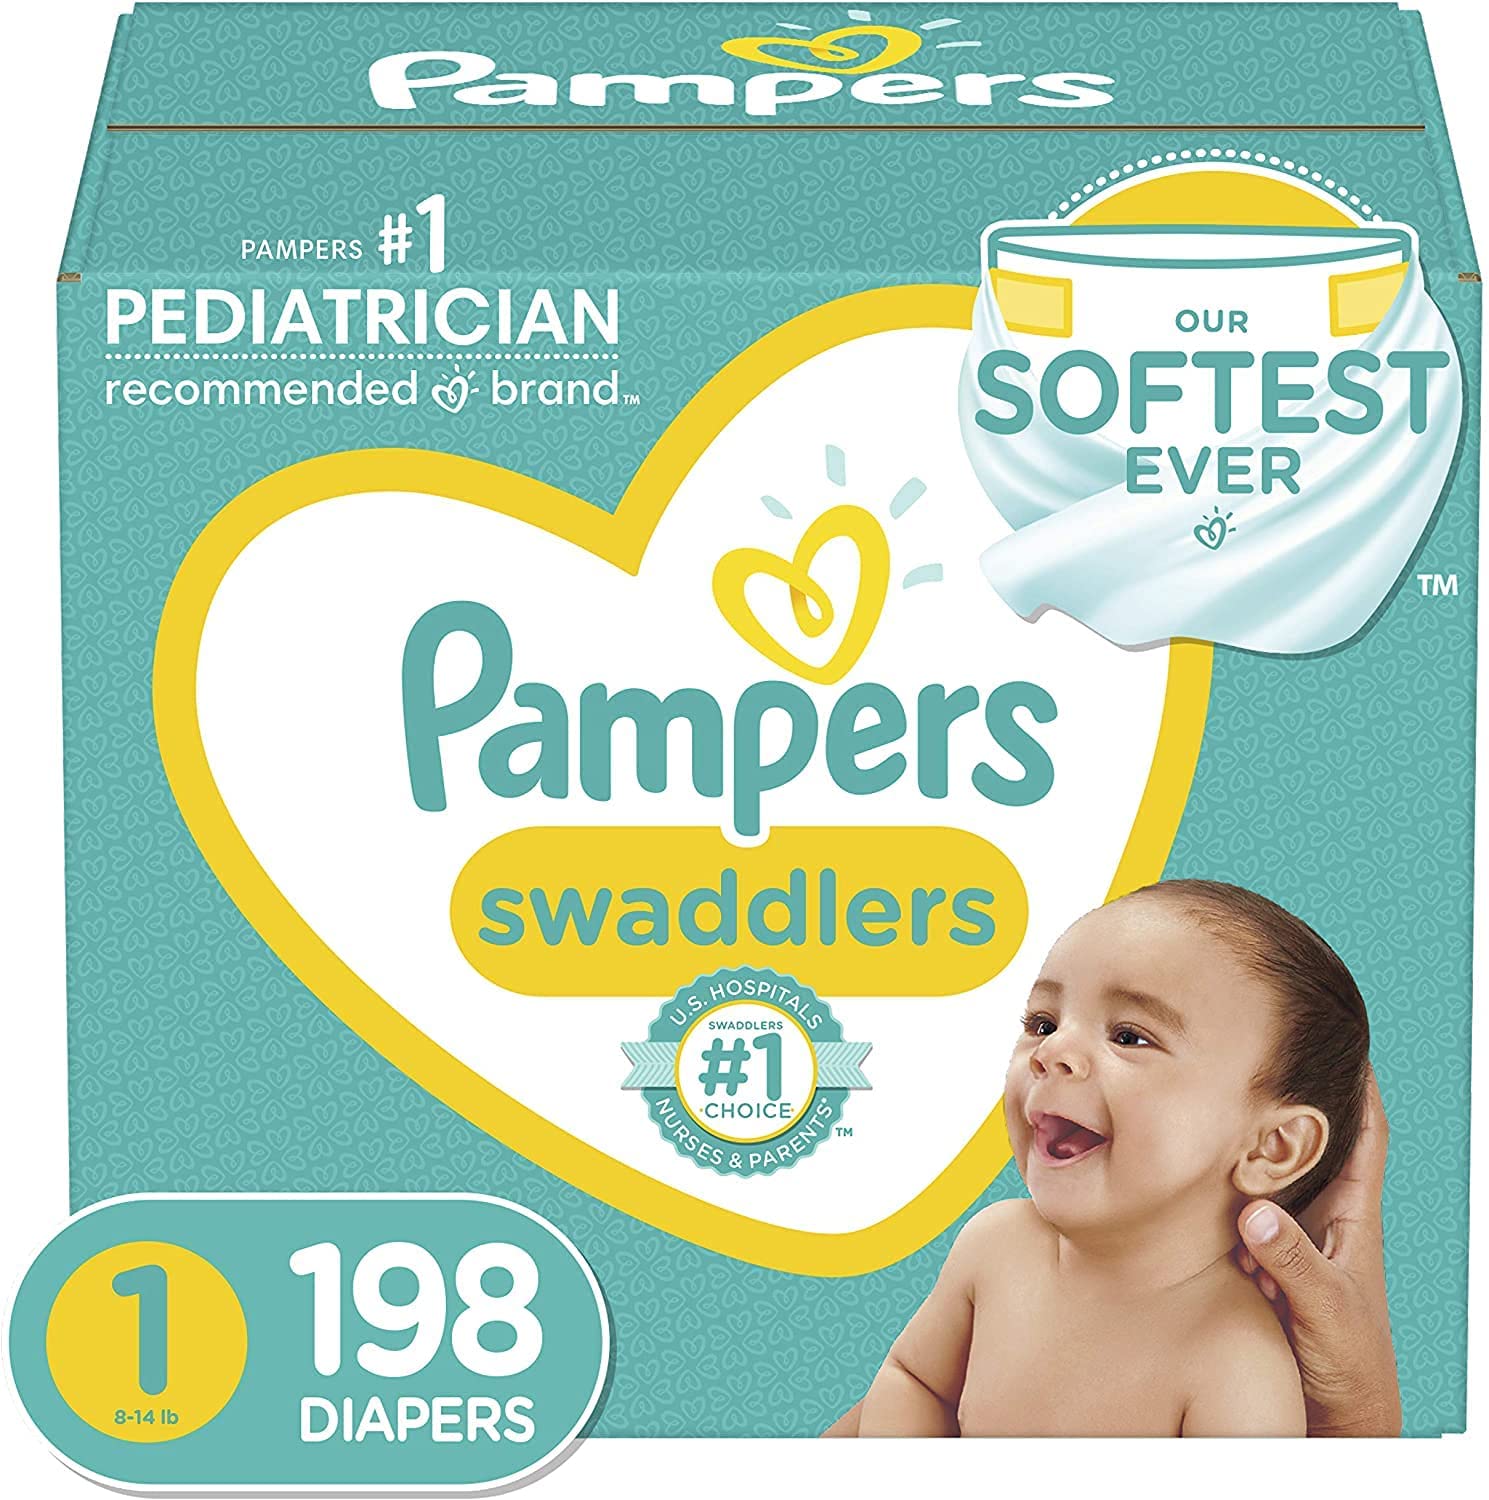 Pampers
PAMPERS #1
PEDIATRICIAN
recommended brand™
OUR
SOFTEST
EVER
TM
Pampers
swaddlers
U.S. HOSPITALS
SWADDLERS
#1
·CHOICE·
NURSES & PARENTS*
TM
1
8-14 lb
198
DIAPERS